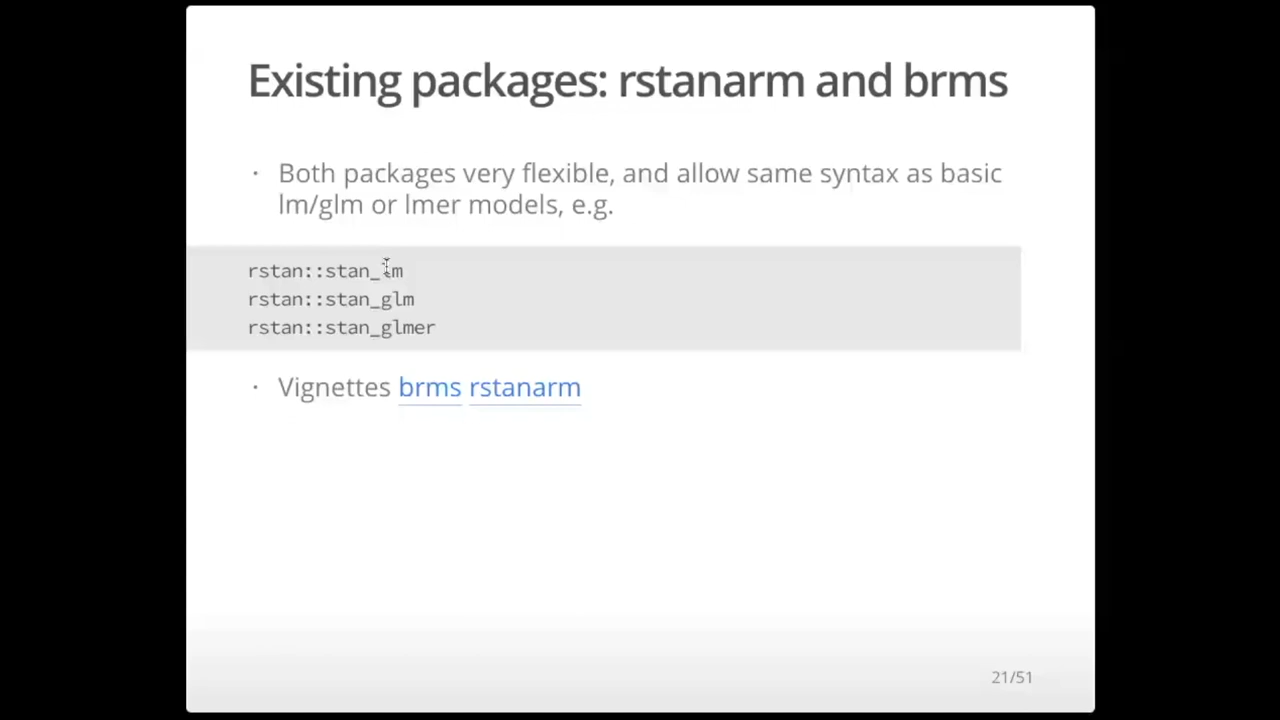 Existing packages: rstanarm and brms
· Both packages very flexible, and allow same syntax as basic
lm/glm or lmer models, e.g.
rstan::stan_lm
rstan::stan_glm
rstan::stan_glmer
· Vignettes brms rstanarm
21/51